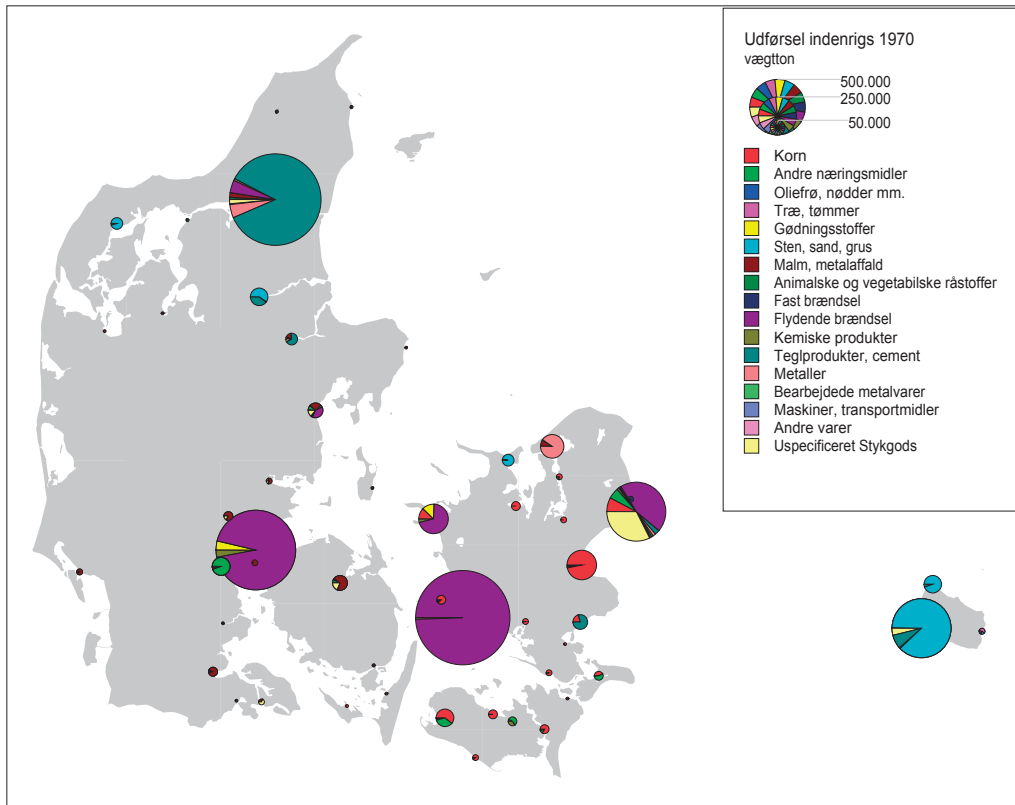 Udførsel indenrigs 1970
vægtton
500.000
250.000
50.000
Korn
Andre næringsmidler
Oliefrø, nødder mm.
Træ, tømmer
Gødningsstoffer
Sten, sand, grus
Malm, metalaffald
Animalske og vegetabilske råstoffer
Fast brændsel
Flydende brændsel
Kemiske produkter
Teglprodukter, cement
Metaller
Bearbejdede metalvarer
Maskiner, transportmidler
Andre varer
Uspecificeret Stykgods